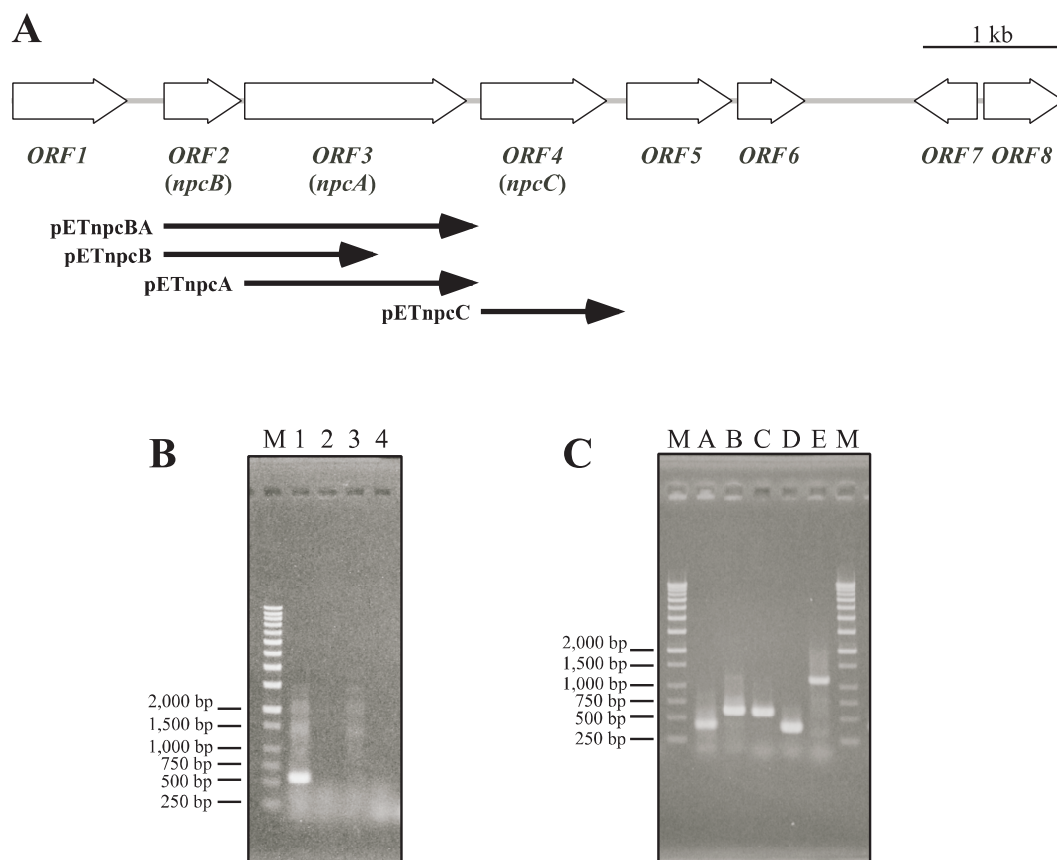 A
1 kb
ORF1 ORF2 ORF3 ORF4 ORF5 ORF6 ORF7 ORF8
(npcB) (npcA) (npcC)
pETnpcBA
pETnpcB
pETnpcA
pETnpcC
B
M 1 2 3 4
2,000 bp
1,500 bp
1,000 bp
750 bp
500 bp
250 bp
C
M A B C D E M
2,000 bp
1,500 bp
1,000 bp
750 bp
500 bp
250 bp